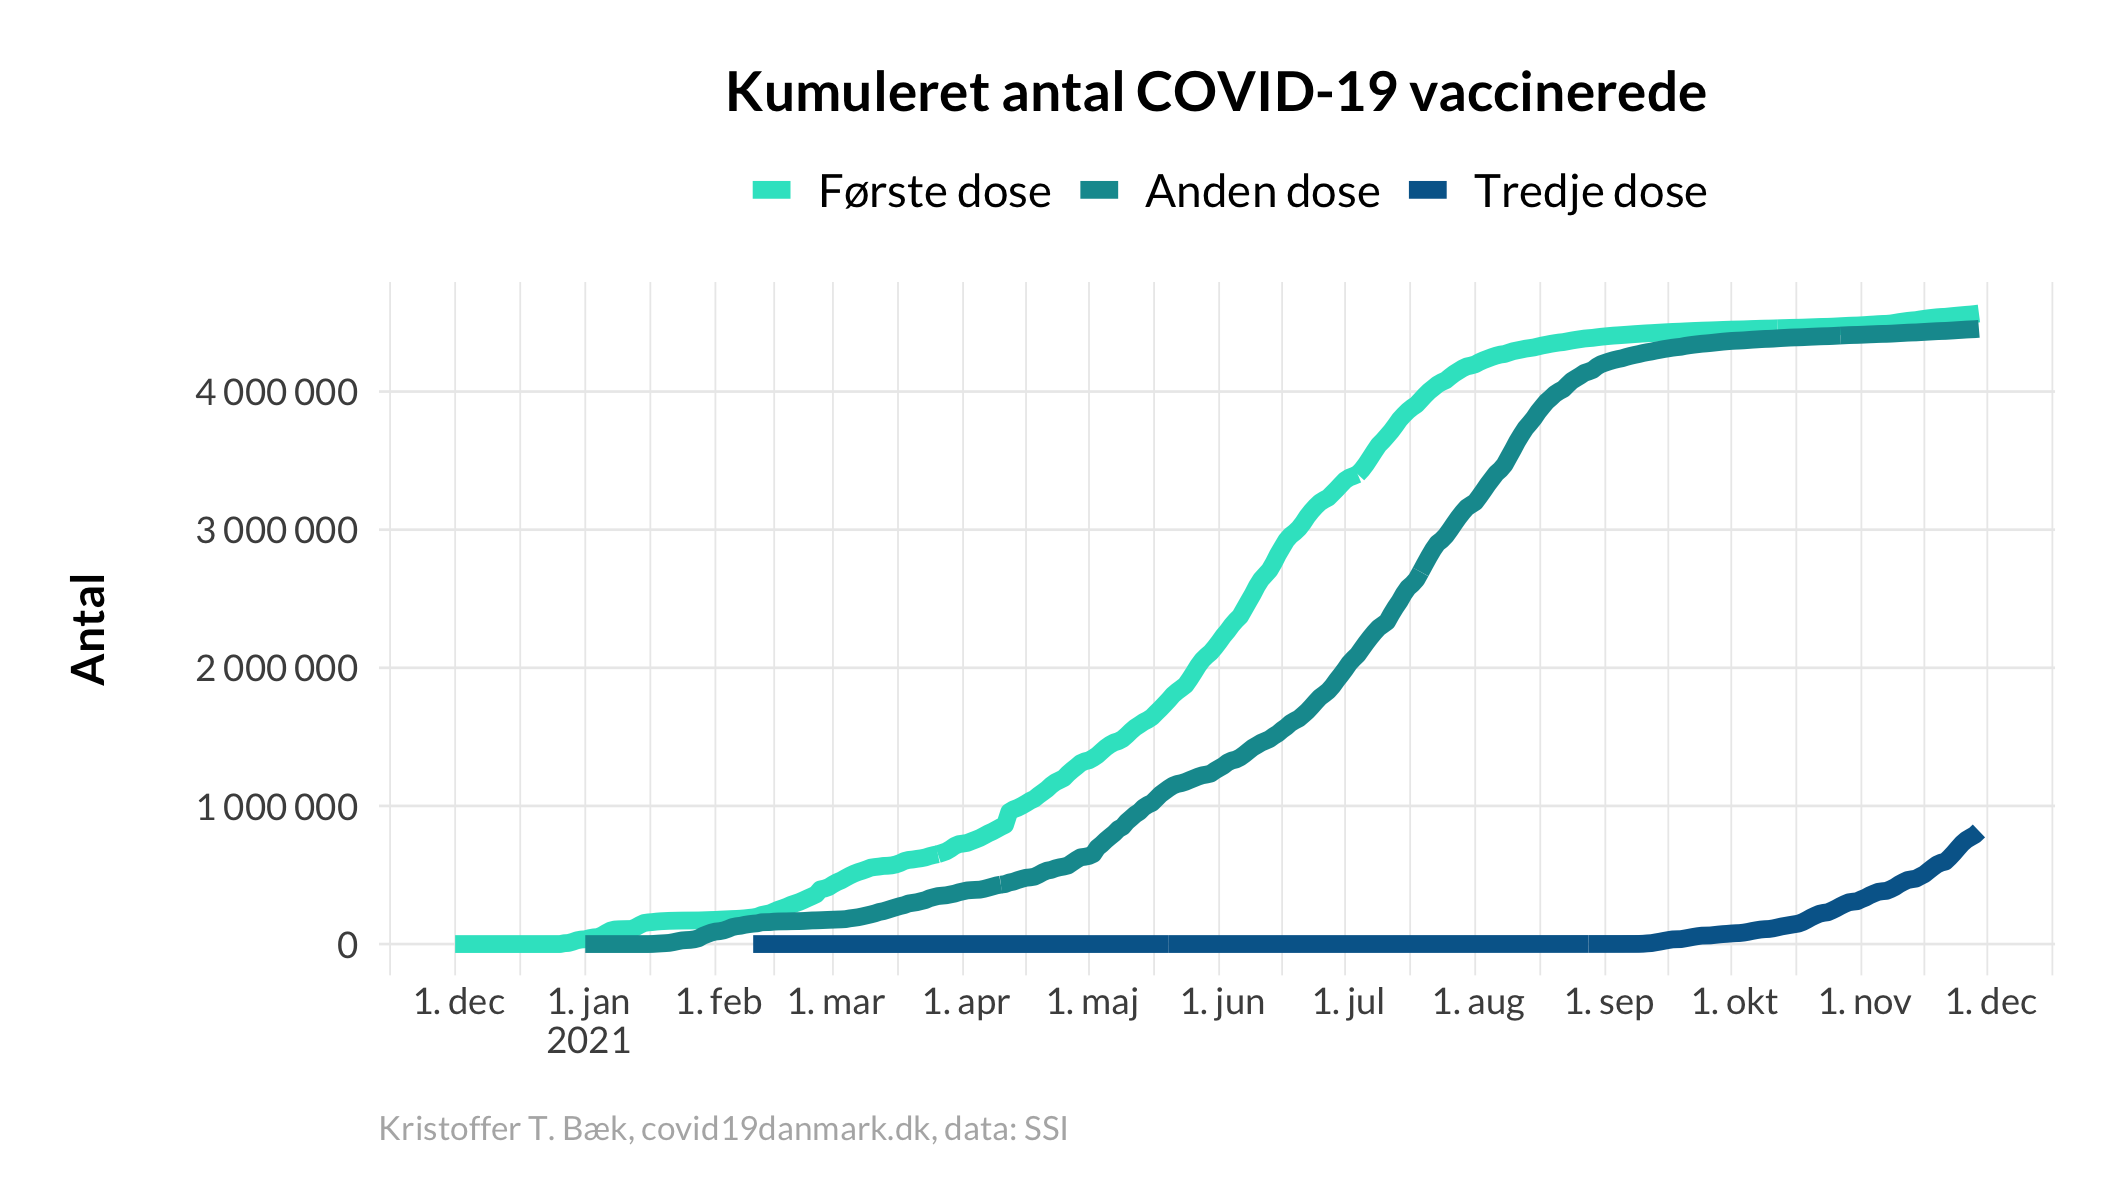 Kumuleret antal COVID-19 vaccinerede
Første dose Anden dose Tredje dose
Antal
4 000 000
3 000 000
2 000 000
1 000 000
0
1. dec 1. jan 1. feb 1. mar 1. apr 1. maj 1. jun 1. jul 1. aug 1. sep 1. okt 1. nov 1. dec
2021
Kristoffer T. Bæk, covid19danmark.dk, data: SSI